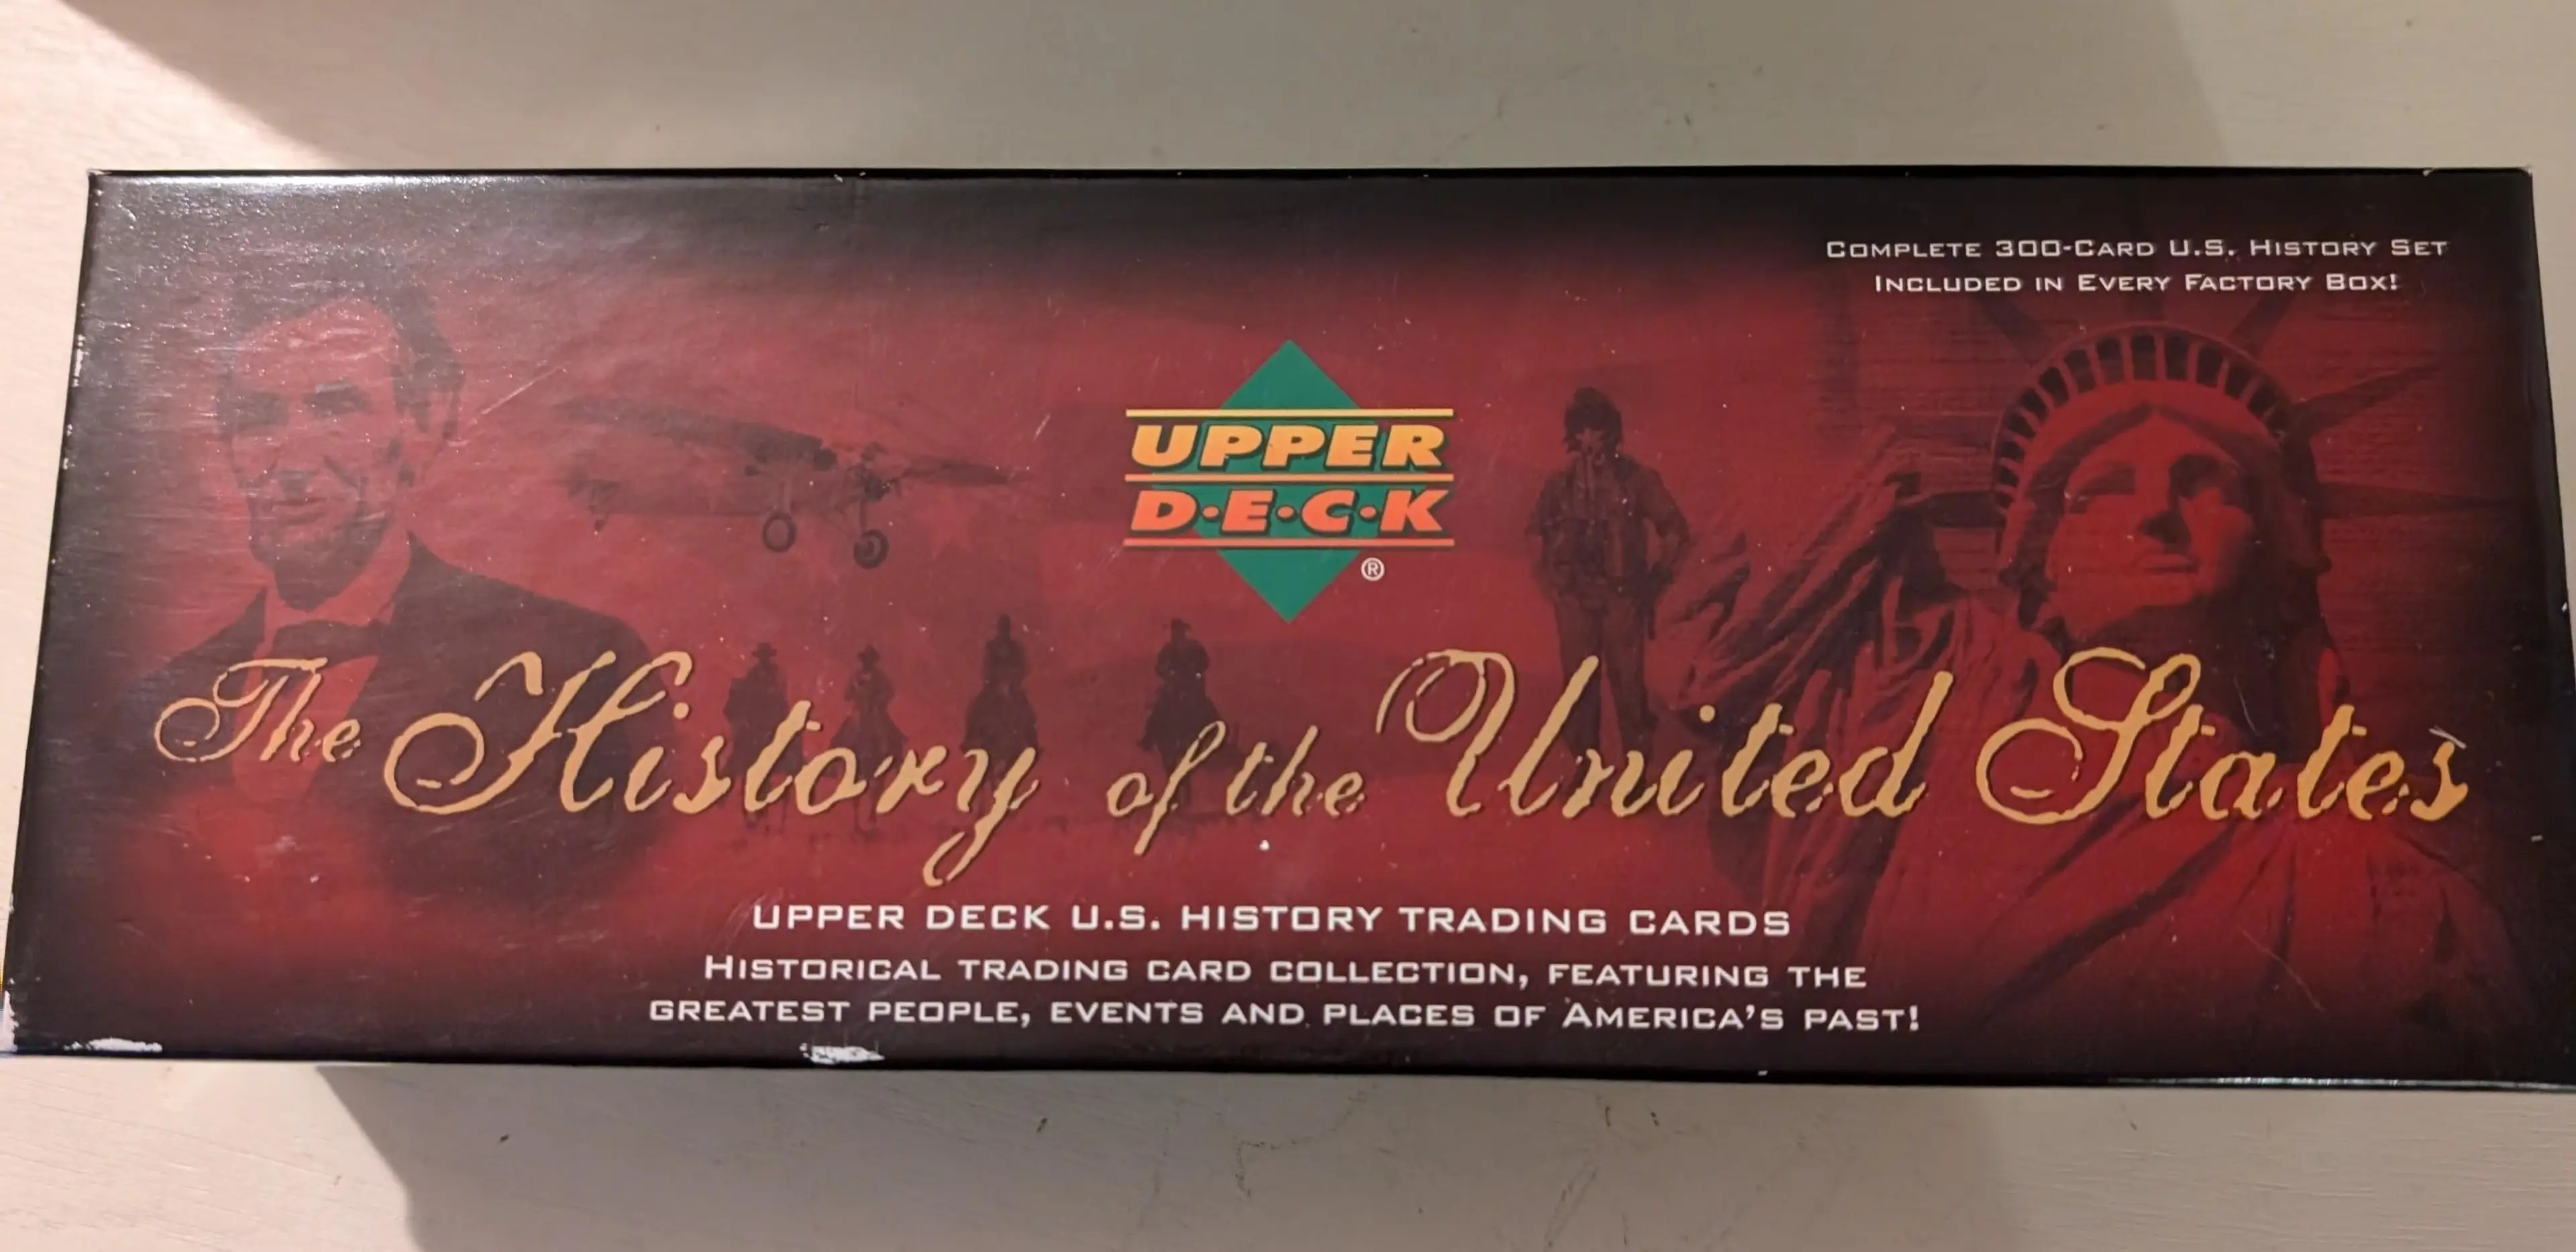 COMPLETE 300-CARD U.S. HISTORY SET
INCLUDED IN EVERY FACTORY BOX!
UPPER
D·E·C·K
®
The History of the United States
UPPER DECK U.S. HISTORY TRADING CARDS
HISTORICAL TRADING CARD COLLECTION, FEATURING THE
GREATEST PEOPLE, EVENTS AND PLACES OF AMERICA'S PAST!